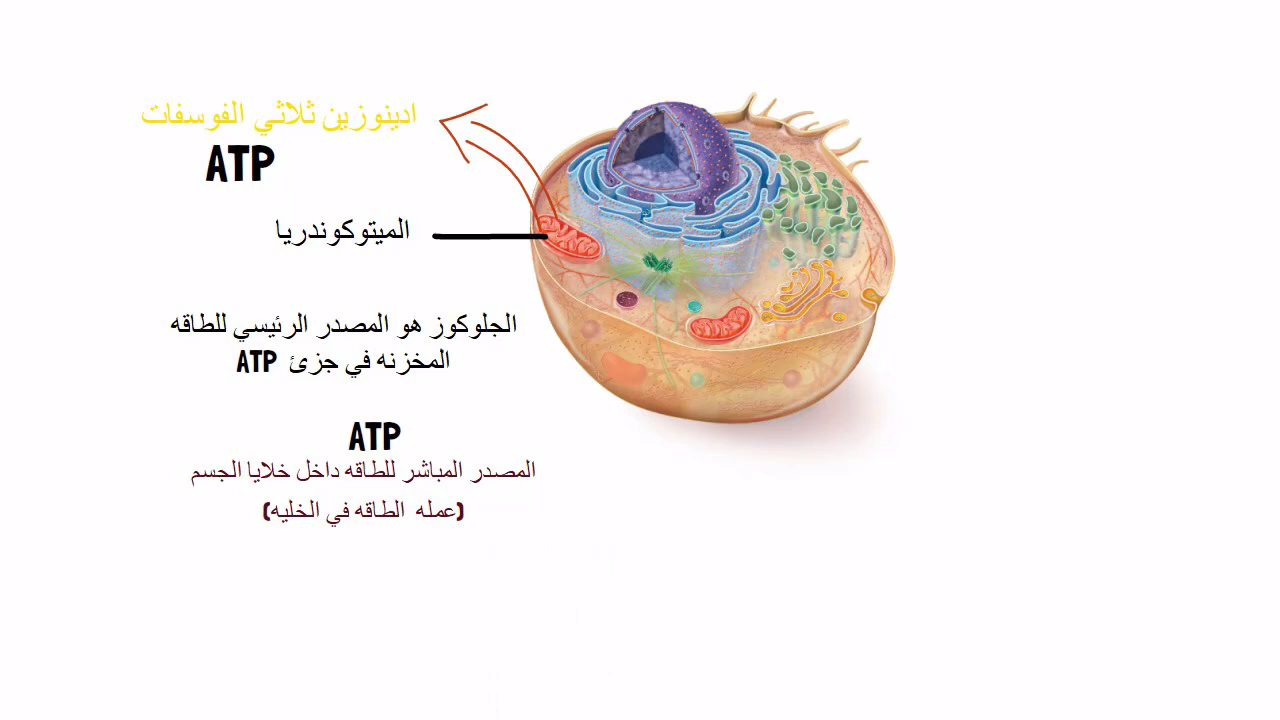 ادينوزين ثلاثي الفوسفات
ATP
الميتوكوندريا
الجلوكوز هو المصدر الرئيسي للطاقه
المخزنه في جزئ ATP
ATP
المصدر المباشر للطاقه داخل خلايا الجسم
(عمله الطاقه في الخليه)